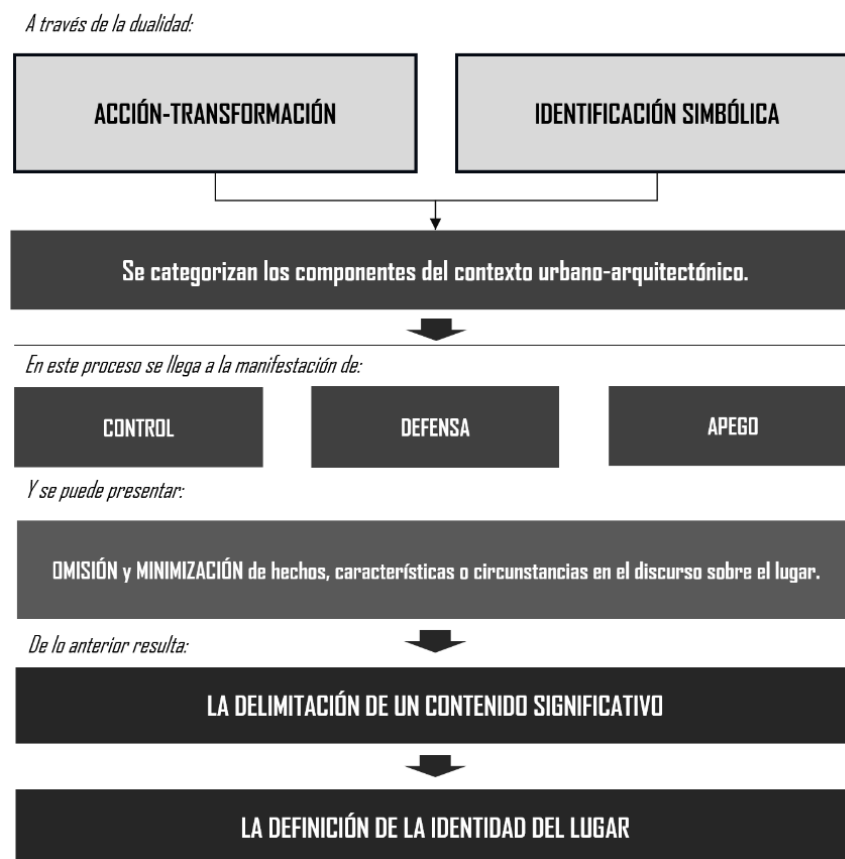 A través de la dualidad:
ACCIÓN-TRANSFORMACIÓN
IDENTIFICACIÓN SIMBÓLICA
Se categorizan los componentes del contexto urbano-arquitectónico.
En este proceso se llega a la manifestación de:
CONTROL
DEFENSA
APEGO
Y se puede presentar:
OMISIÓN y MINIMIZACIÓN de hechos, características o circunstancias en el discurso sobre el lugar.
De lo anterior resulta:
LA DELIMITACIÓN DE UN CONTENIDO SIGNIFICATIVO
LA DEFINICIÓN DE LA IDENTIDAD DEL LUGAR